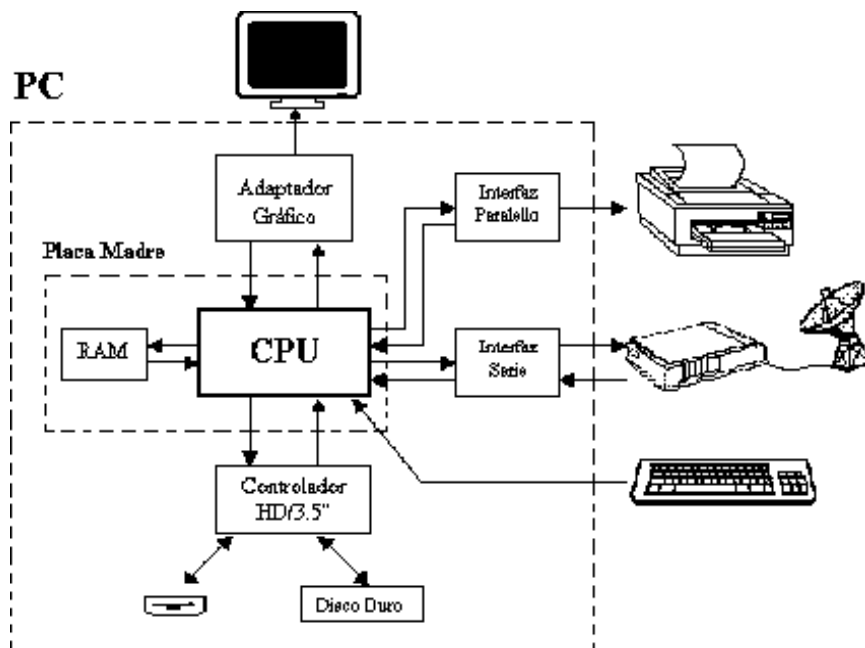 PC
Adaptador
Gráfico
Interfaz
Paralello
Placa Madre
RAM
CPU
Interfaz
Serie
Controlador
HD/3.5"
Disco Duro